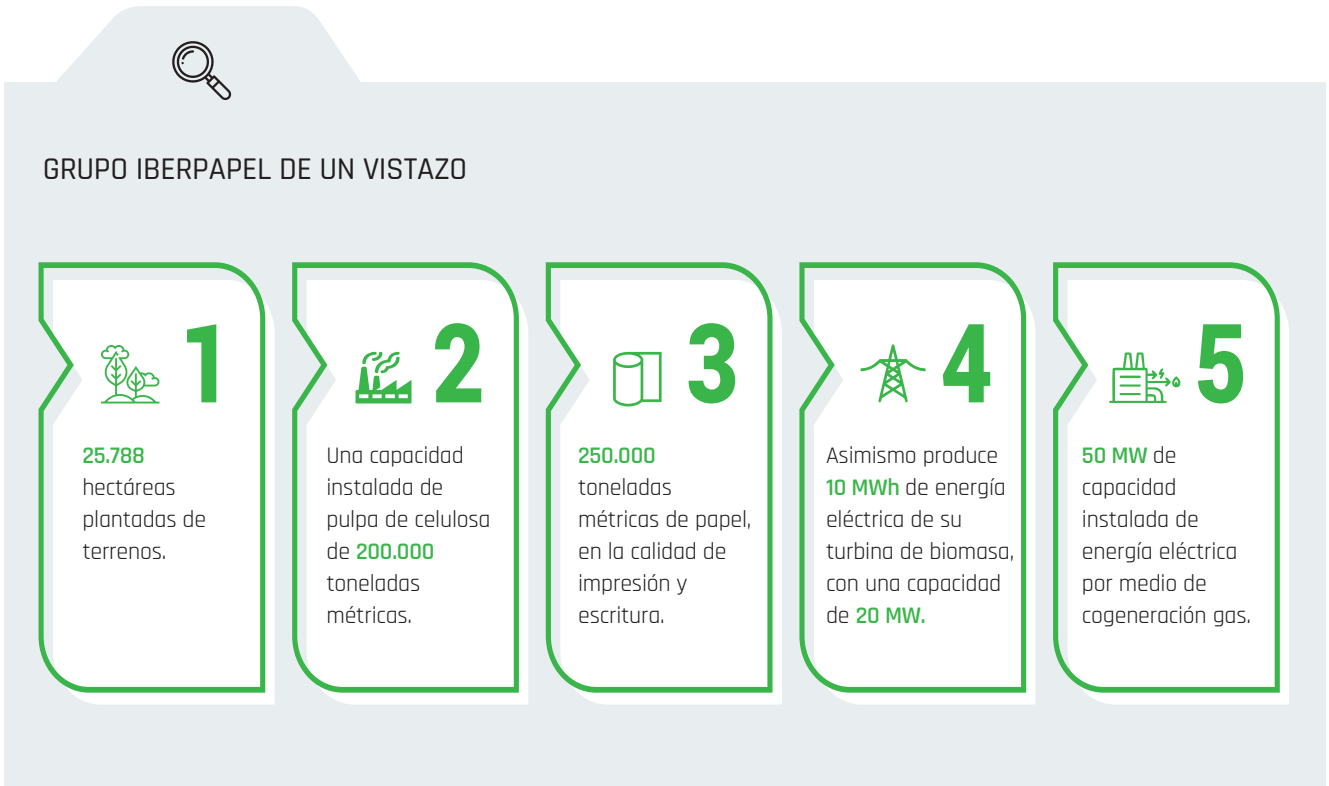 GRUPO IBERPAPEL DE UN VISTAZO
1
25.788
hectáreas
plantadas de
terrenos.
2
Una capacidad
instalada de
pulpa de celulosa
de 200.000
toneladas
métricas.
3
250.000
toneladas
métricas de papel,
en la calidad de
impresión y
escritura.
4
Asimismo produce
10 MWh de energía
eléctrica de su
turbina de biomasa,
con una capacidad
de 20 MW.
5
50 MW de
capacidad
instalada de
energía eléctrica
por medio de
cogeneración gas.